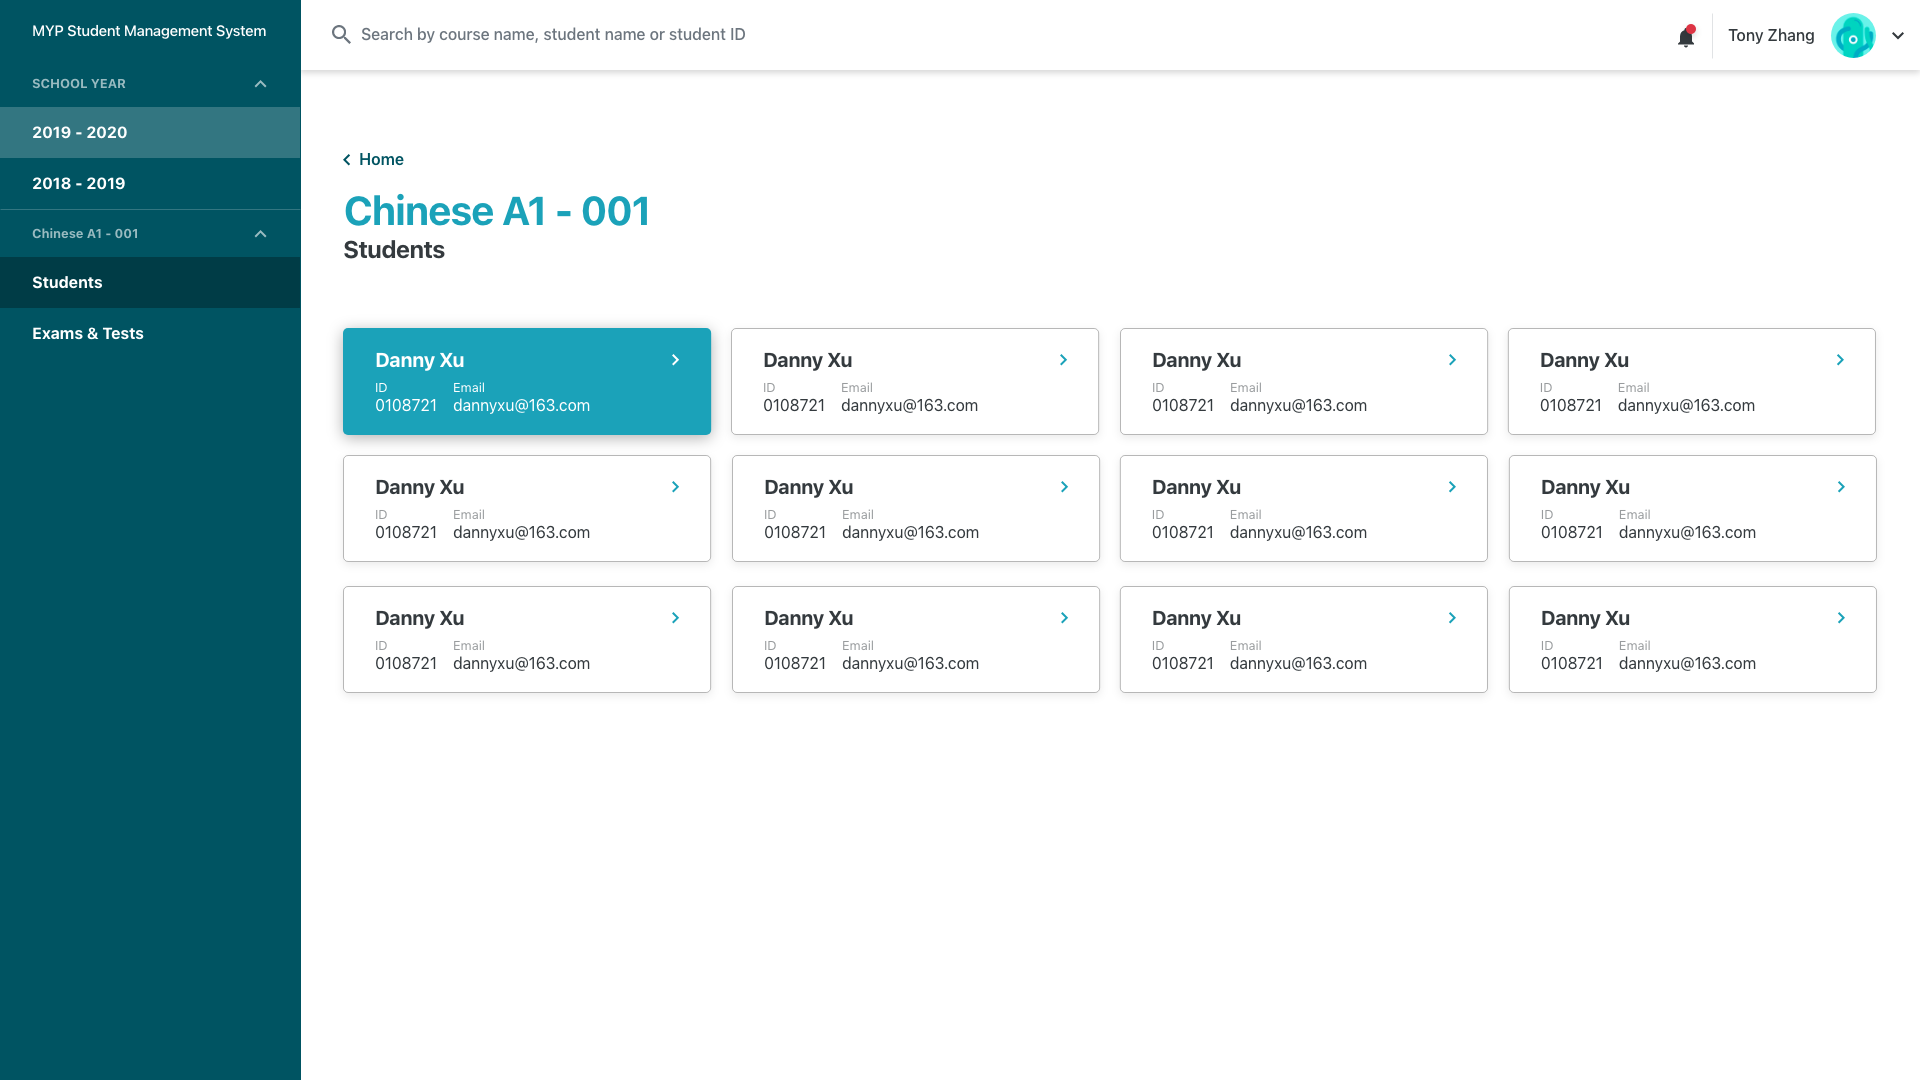 MYP Student Management System
SCHOOL YEAR
2019 - 2020
2018 - 2019
Chinese A1 - 001
Students
Exams & Tests
Search by course name, student name or student ID
Tony Zhang
Home
Chinese A1 - 001
Students
Danny Xu
ID Email
0108721 dannyxu@163.com
Danny Xu
ID Email
0108721 dannyxu@163.com
Danny Xu
ID Email
0108721 dannyxu@163.com
Danny Xu
ID Email
0108721 dannyxu@163.com
Danny Xu
ID Email
0108721 dannyxu@163.com
Danny Xu
ID Email
0108721 dannyxu@163.com
Danny Xu
ID Email
0108721 dannyxu@163.com
Danny Xu
ID Email
0108721 dannyxu@163.com
Danny Xu
ID Email
0108721 dannyxu@163.com
Danny Xu
ID Email
0108721 dannyxu@163.com
Danny Xu
ID Email
0108721 dannyxu@163.com
Danny Xu
ID Email
0108721 dannyxu@163.com